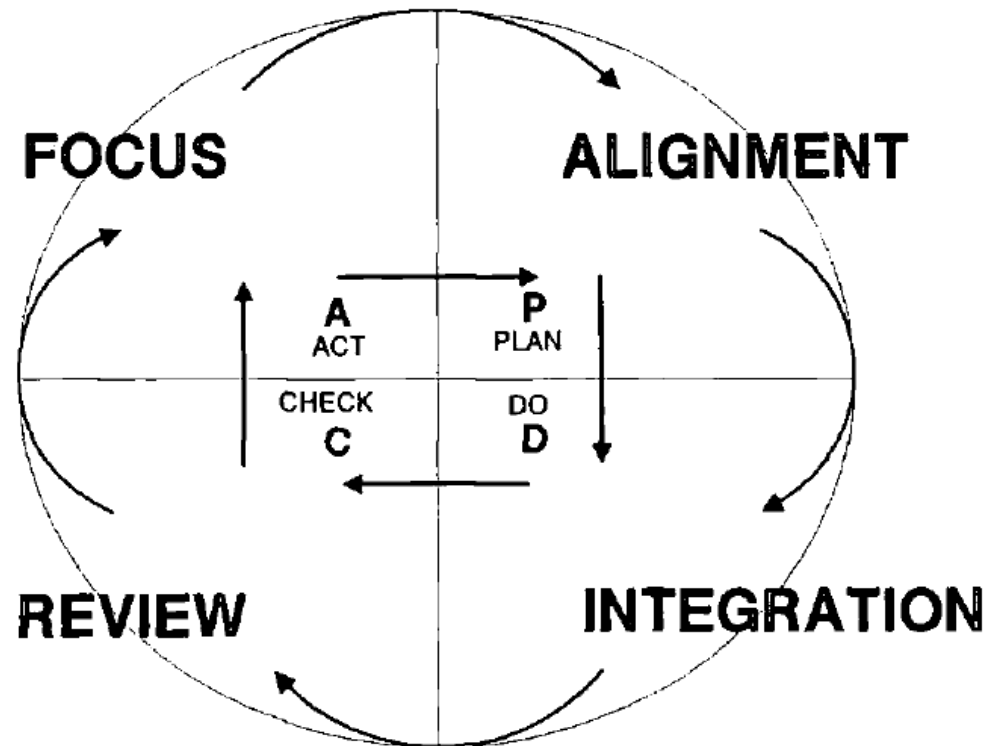 FOCUS
ALIGNMENT
A
ACT
P
PLAN
CHECK
C
DO
D
REVIEW
INTEGRATION